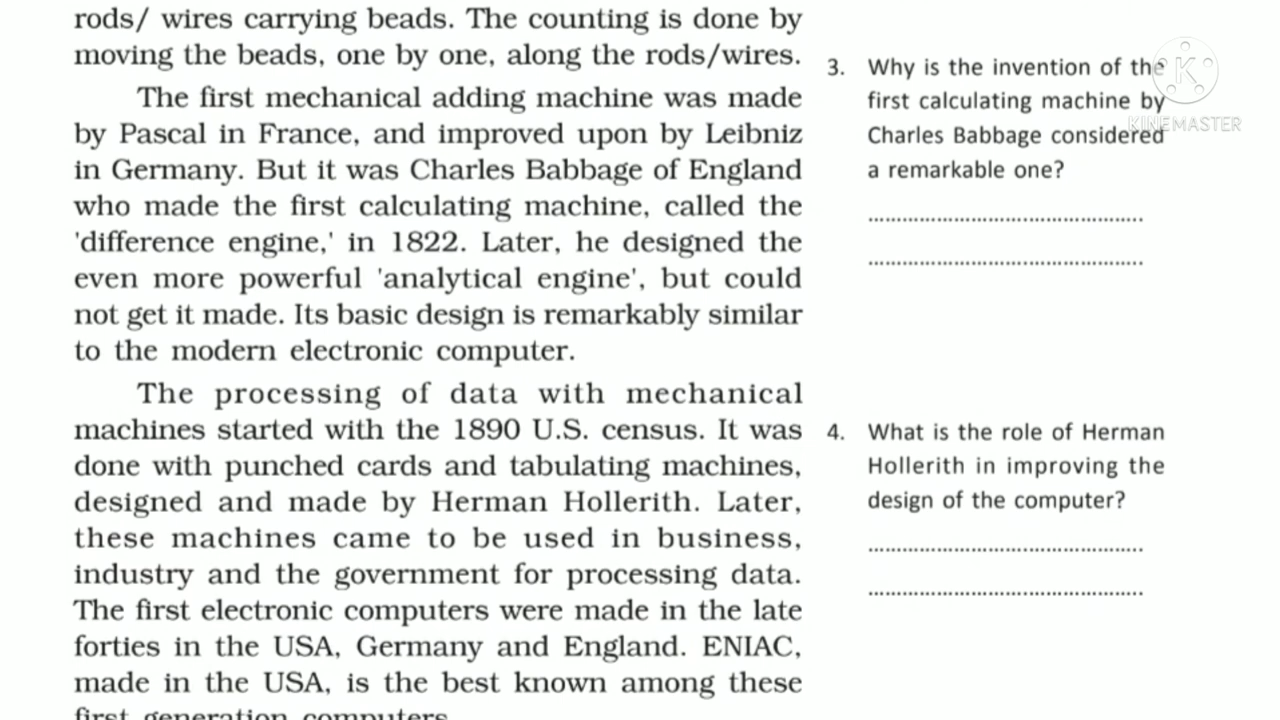 rods/ wires carrying beads. The counting is done by
moving the beads, one by one, along the rods/wires.
The first mechanical adding machine was made
by Pascal in France, and improved upon by Leibniz
in Germany. But it was Charles Babbage of England
who made the first calculating machine, called the
'difference engine,' in 1822. Later, he designed the
even more powerful 'analytical engine', but could
not get it made. Its basic design is remarkably similar
to the modern electronic computer.
The processing of data with mechanical
machines started with the 1890 U.S. census. It was
done with punched cards and tabulating machines,
designed and made by Herman Hollerith. Later,
these machines came to be used in business,
industry and the government for processing data.
The first electronic computers were made in the late
forties in the USA, Germany and England. ENIAC,
made in the USA, is the best known among these
first generation computers
3. Why is the invention of the
first calculating machine by
Charles Babbage considered
a remarkable one?
4. What is the role of Herman
Hollerith in improving the
design of the computer?
K
KINEMASTER